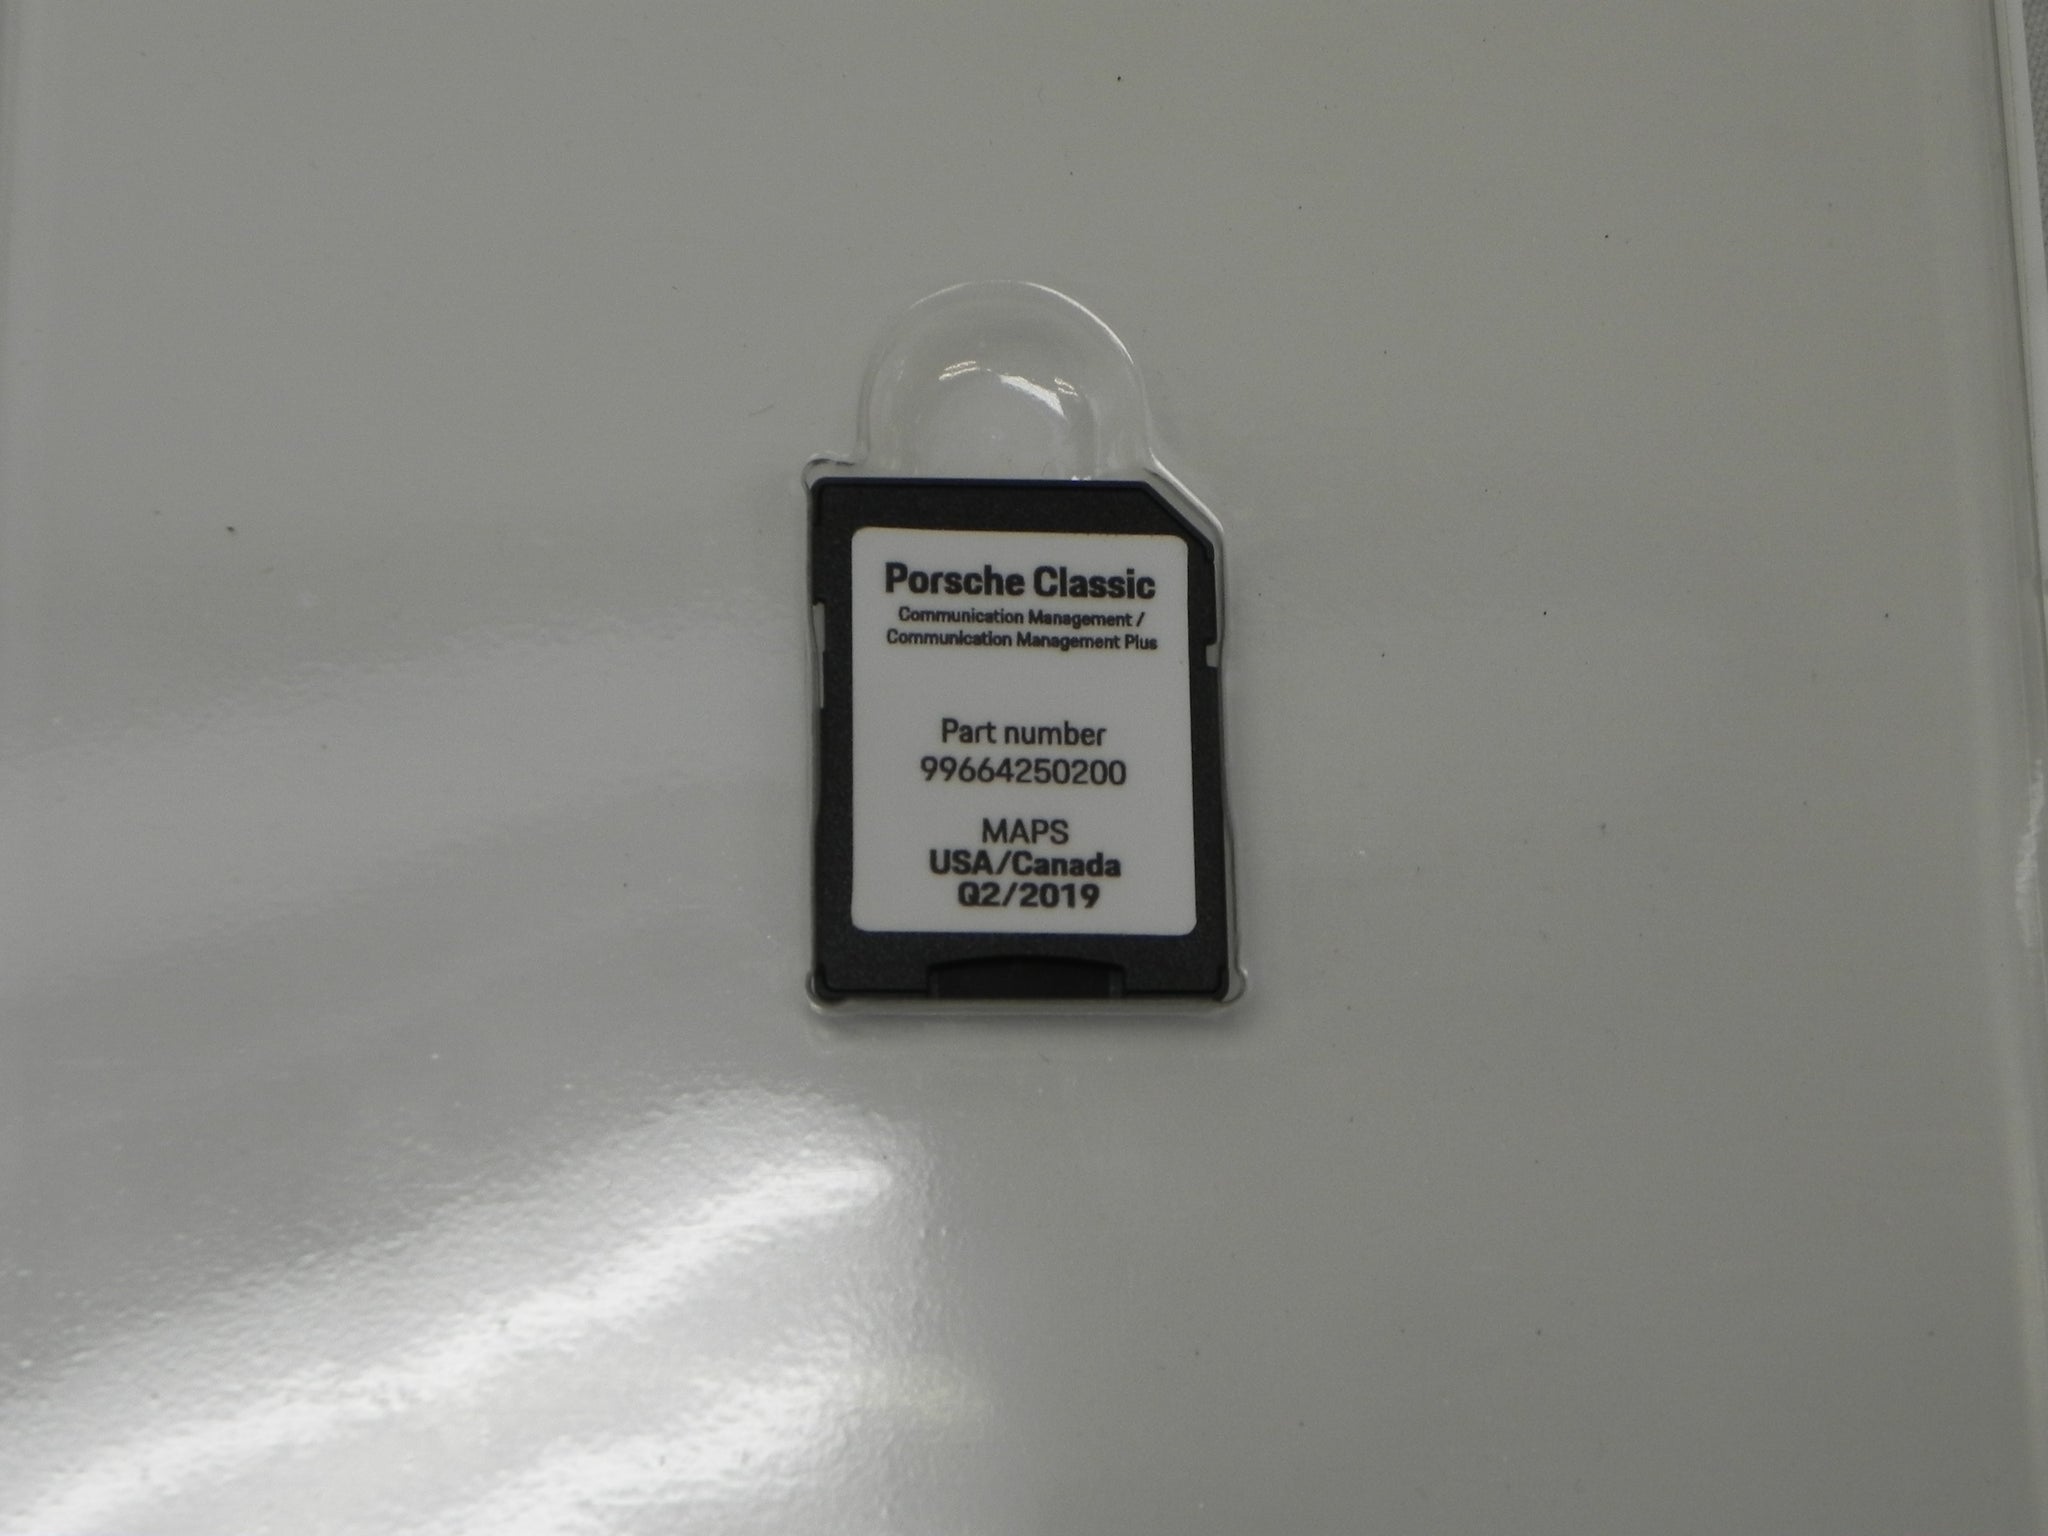 Porsche Classic
Communication Management /
Communication Management Plus
Part number
99664250200
MAPS
USA/Canada
Q2/2019